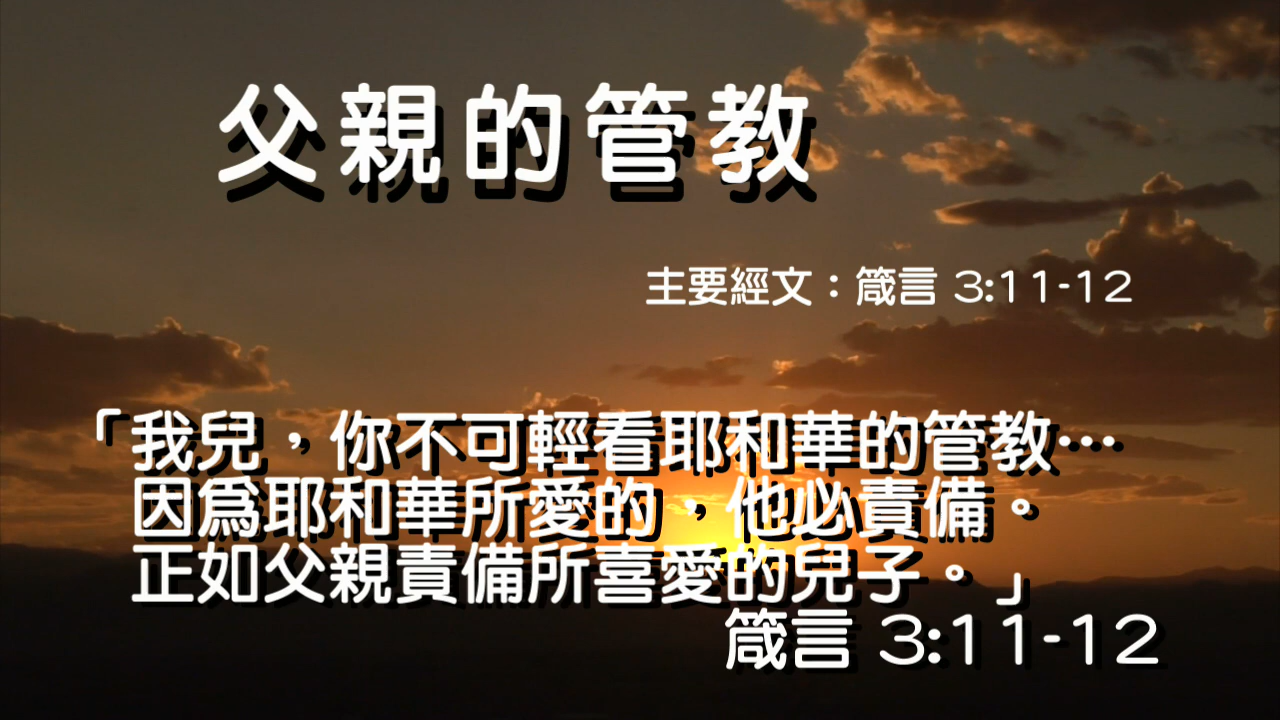 父親的管教
主要經文：箴言 3:11-12
「我兒，你不可輕看耶和華的管教…
因爲耶和華所愛的，他必責備。
正如父親責備所喜愛的兒子。」
箴言 3:11-12